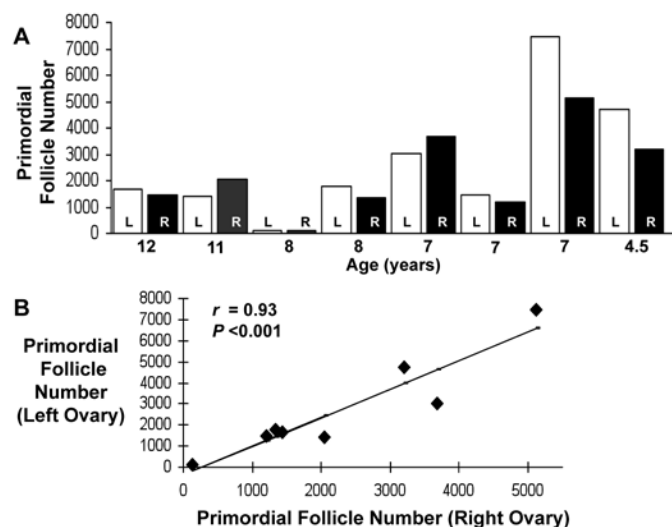 A
Primordial
Follicle Number
8000
7000
6000
5000
4000
3000
2000
1000
0
L R L R L R L R L R L R L R L R
12 11 8 8 7 7 7 4.5
Age (years)
B
Primordial
Follicle
Number
(Left Ovary)
8000
7000
6000
5000
4000
3000
2000
1000
0
r = 0.93
P <0.001
0 1000 2000 3000 4000 5000
Primordial Follicle Number (Right Ovary)